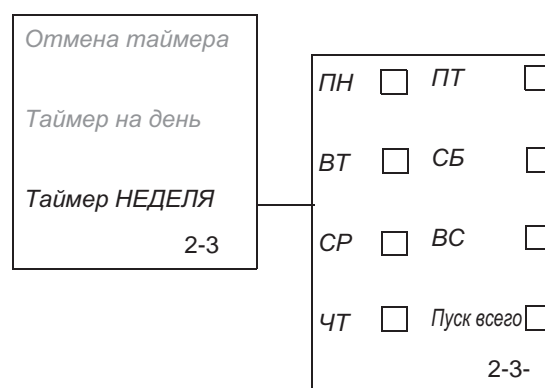 Отмена таймера
Таймер на день
Таймер НЕДЕЛЯ
2-3
ПН ПТ
ВТ СБ
СР ВС
ЧТ Пуск всего
2-3-